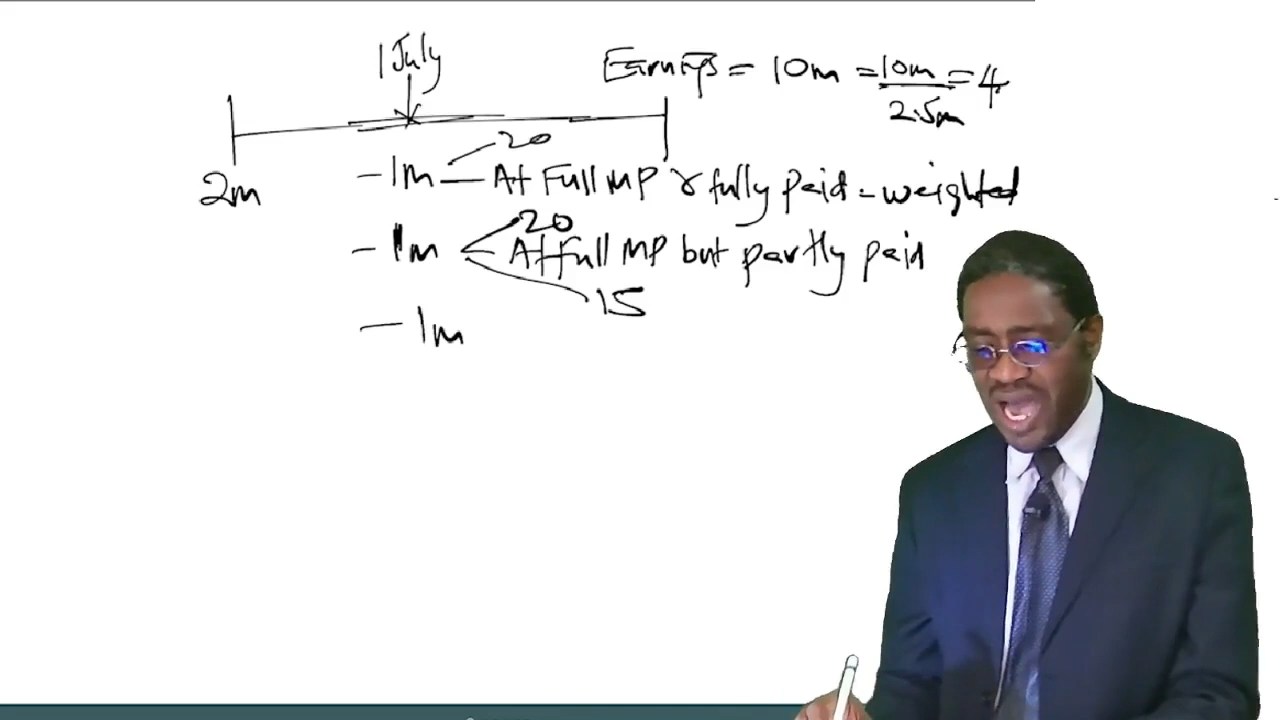 1 July
Earnings = 10m = 10m/2.5m = 4
2m
20
- 1m - At Full MP & fully paid = weighted
20
- 1m - At Full MP but partly paid
15
- 1m